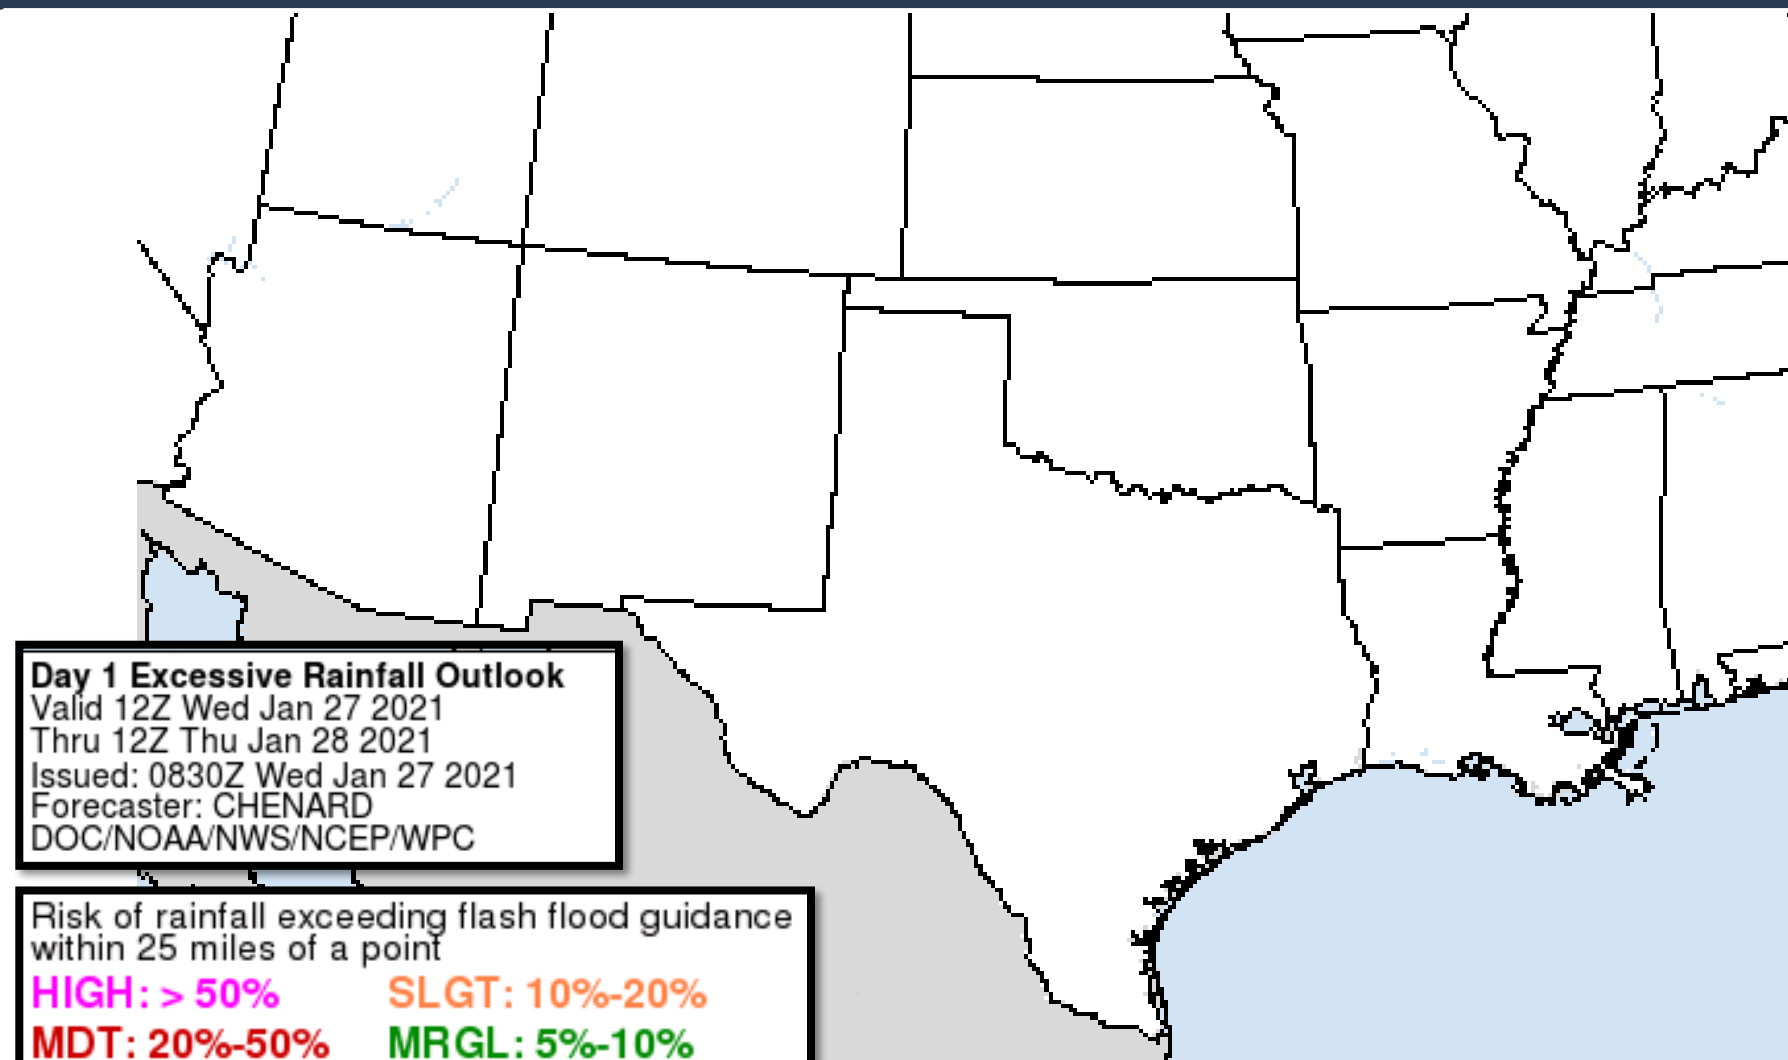 Day 1 Excessive Rainfall Outlook
Valid 12Z Wed Jan 27 2021
Thru 12Z Thu Jan 28 2021
Issued: 0830Z Wed Jan 27 2021
Forecaster: CHENARD
DOC/NOAA/NWS/NCEP/WPC
Risk of rainfall exceeding flash flood guidance
within 25 miles of a point
HIGH: > 50% SLGT: 10%-20%
MDT: 20%-50% MRGL: 5%-10%